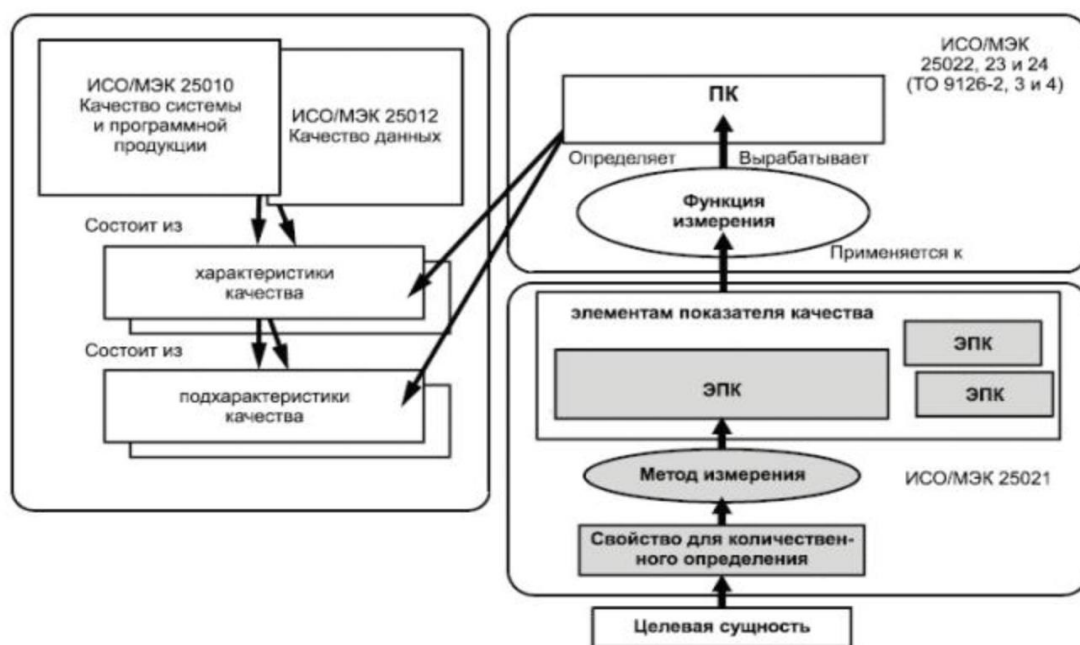 ИСО/МЭК 25010
Качество системы
и программной
продукции
ИСО/МЭК 25012
Качество данных
Состоит из
характеристики
качества
Состоит из
подхарактеристики
качества
ИСО/МЭК
25022, 23 и 24
(ТО 9126-2, 3 и 4)
ПК
Определяет
Вырабатывает
Функция
измерения
Применяется к
элементам показателя качества
ЭПК
ЭПК
ЭПК
Метод измерения
ИСО/МЭК 25021
Свойство для количествен-
ного определения
Целевая сущность